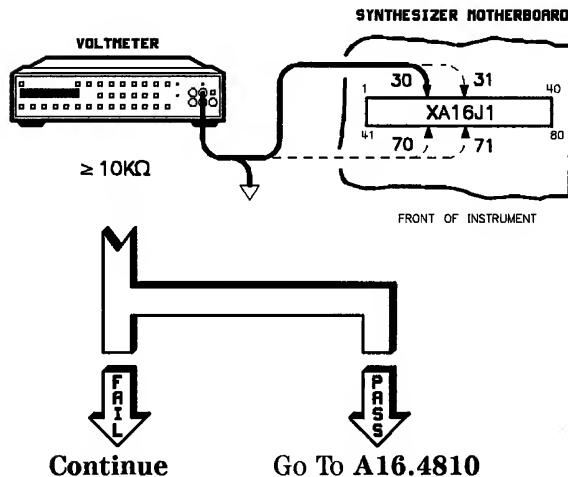 SYNTHESIZER MOTHERBOARD
VOLTMETER
30
31
1
40
XA16J1
41
80
70
71
≥ 10KΩ
FRONT OF INSTRUMENT
FAIL
PASS
Continue
Go To A16.4810